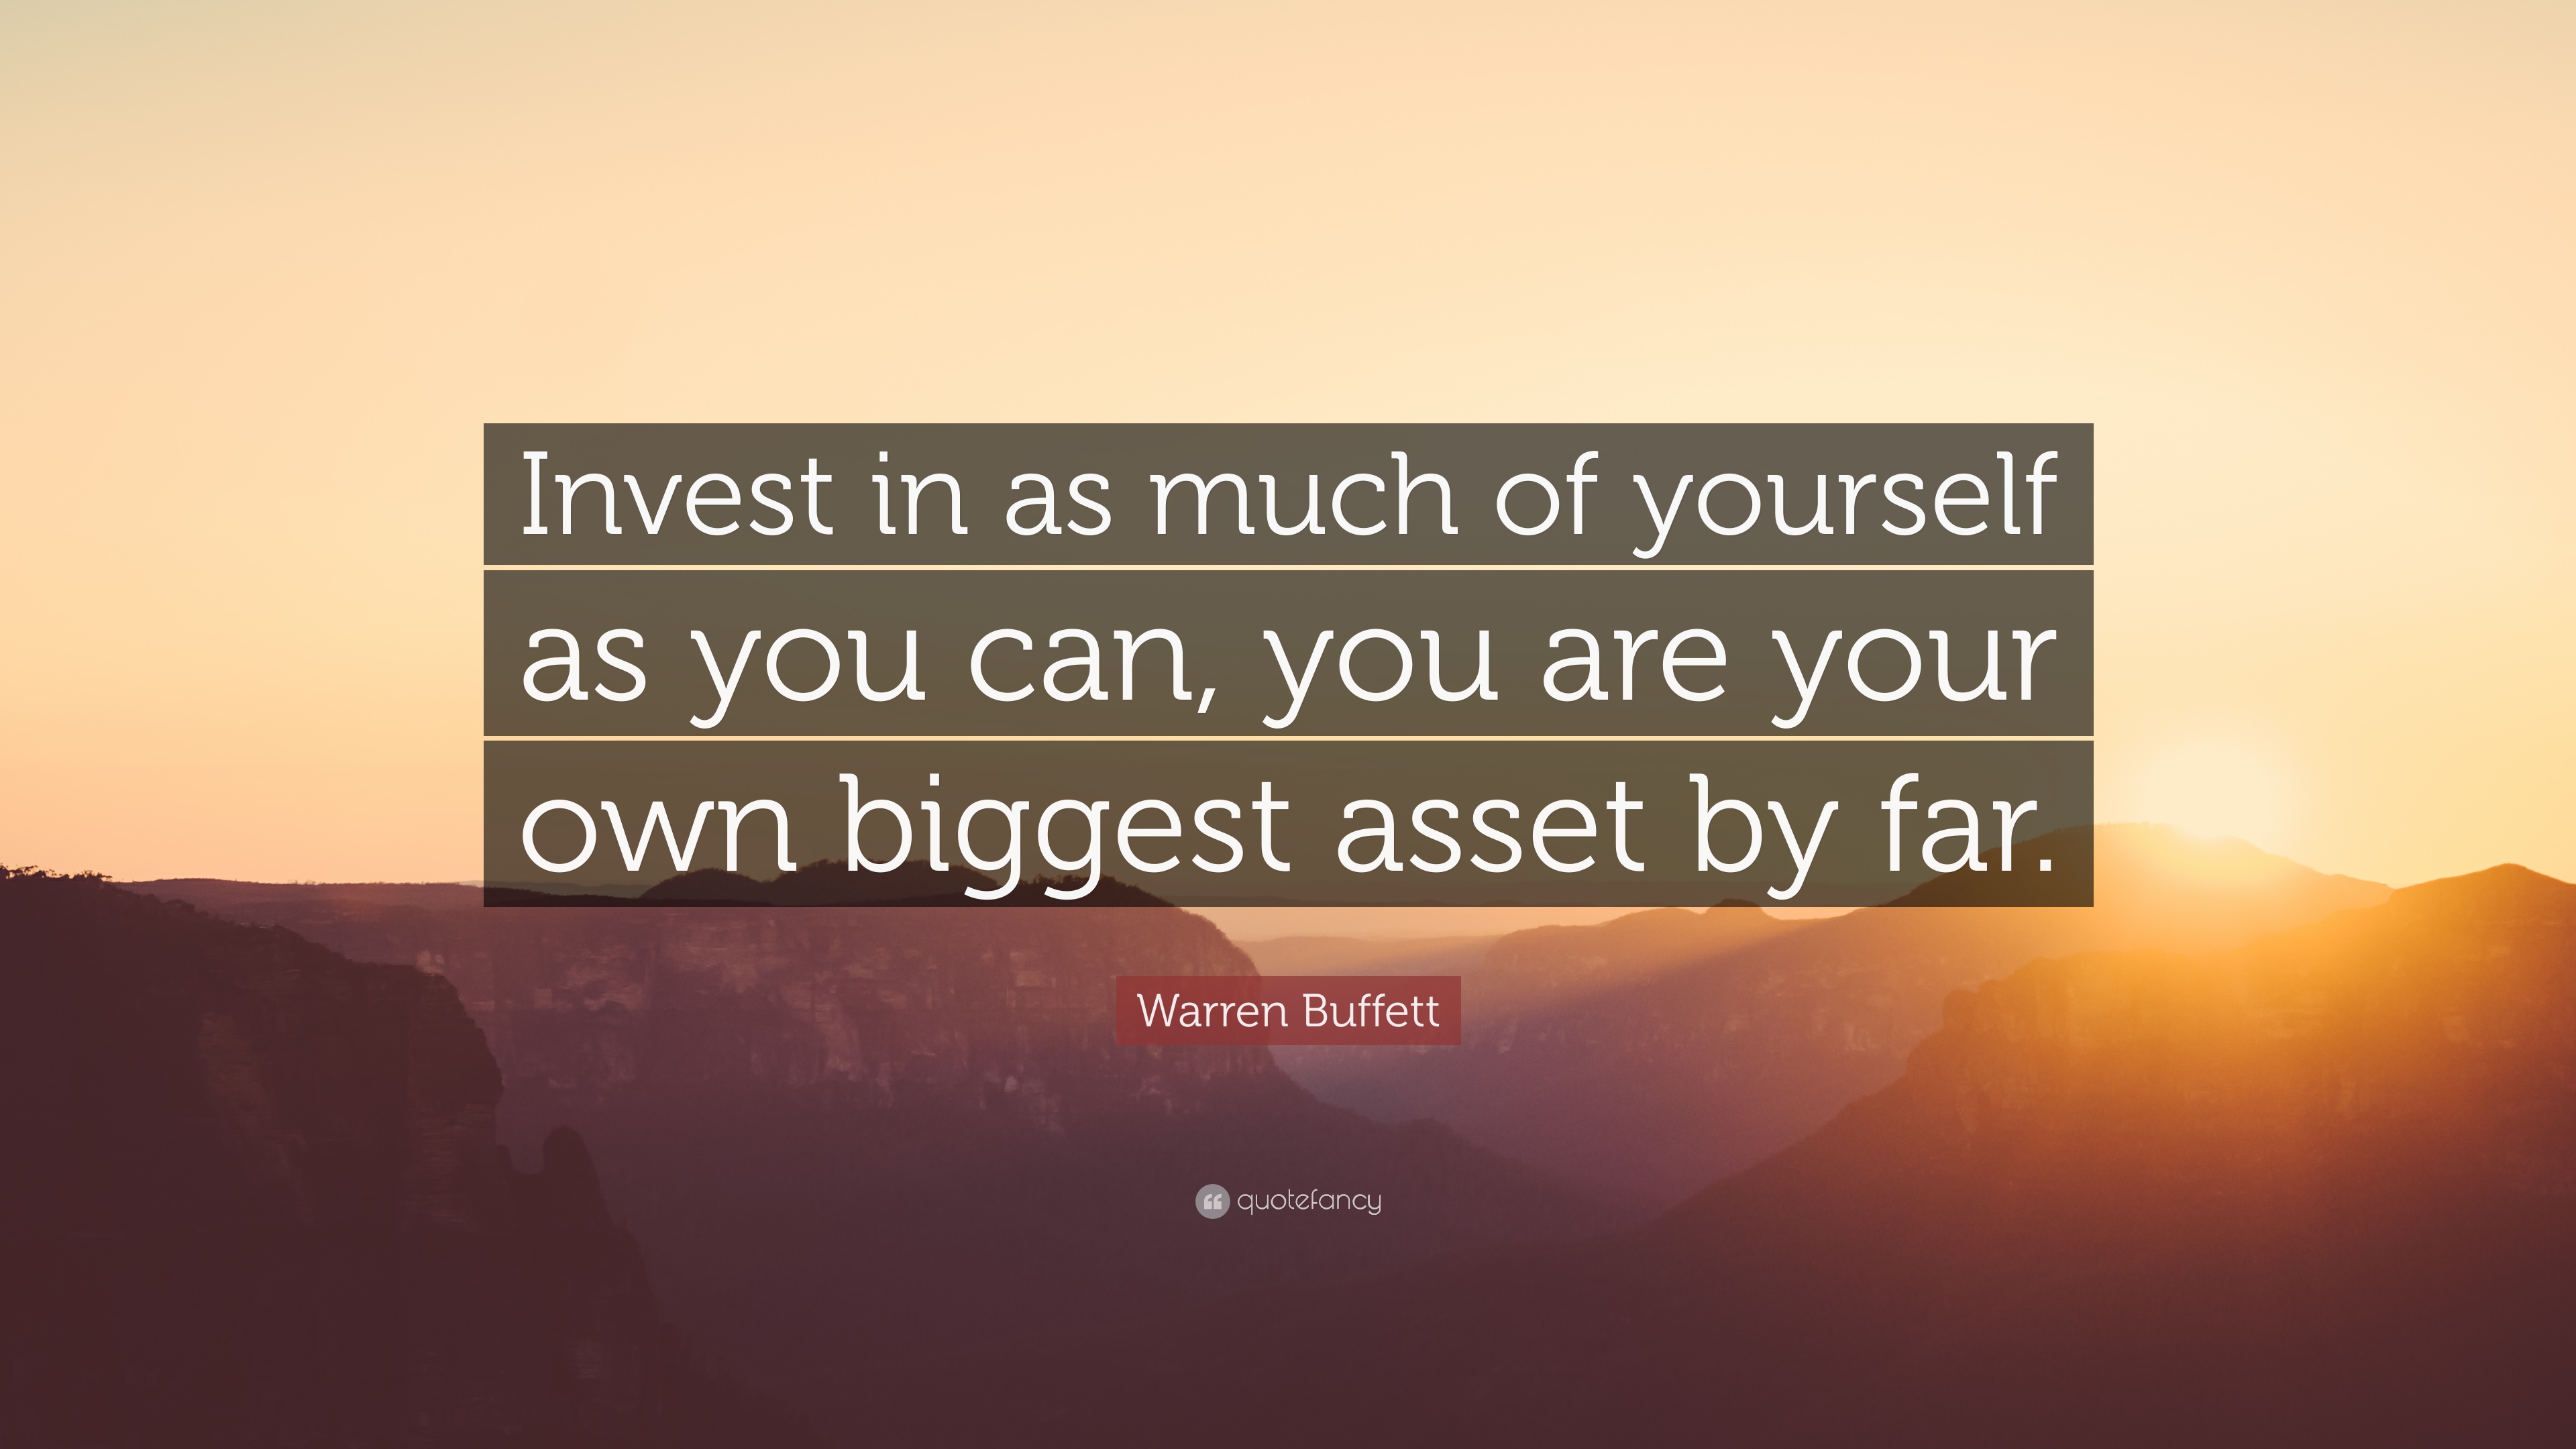 Invest in as much of yourself
as you can, you are your
own biggest asset by far.
Warren Buffett
quotefancy